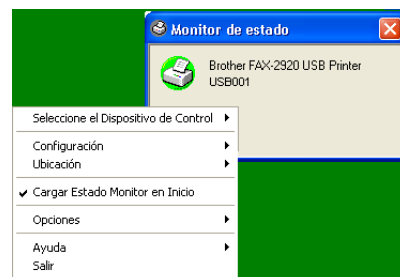 Monitor de estado
Brother FAX-2920 USB Printer
USB001
Seleccione el Dispositivo de Control
Configuración
Ubicación
Cargar Estado Monitor en Inicio
Opciones
Ayuda
Salir